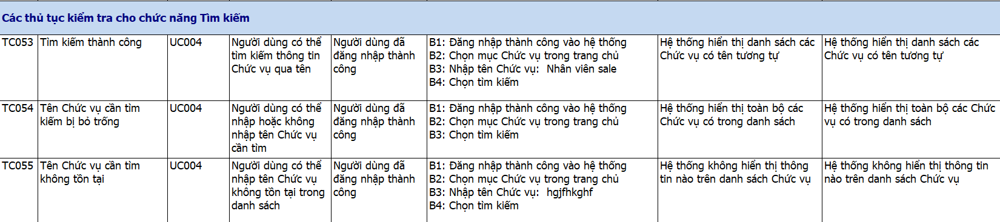 Các thủ tục kiểm tra cho chức năng Tìm kiếm
TC053
Tìm kiếm thành công
UC004
Người dùng có thể
tìm kiếm thông tin
Chức vụ qua tên
Người dùng đã
đăng nhập thành
công
B1: Đăng nhập thành công vào hệ thống
B2: Chọn mục Chức vụ trong trang chủ
B3: Nhập tên Chức vụ:  Nhân viên sale
B4: Chọn tìm kiếm
Hệ thống hiển thị danh sách các
Chức vụ có tên tương tự
Hệ thống hiển thị danh sách các
Chức vụ có tên tương tự
TC054
Tên Chức vụ cần tìm
kiếm bị bỏ trống
UC004
Người dùng có thể
nhập hoặc không
nhập tên Chức vụ
cần tìm
Người dùng đã
đăng nhập thành
công
B1: Đăng nhập thành công vào hệ thống
B2: Chọn mục Chức vụ trong trang chủ
B3: Chọn tìm kiếm
Hệ thống hiển thị toàn bộ các
Chức vụ có trong danh sách
Hệ thống hiển thị toàn bộ các Chức
vụ có trong danh sách
TC055
Tên Chức vụ cần tìm
không tồn tại
UC004
Người dùng có thể
nhập tên Chức vụ
không tồn tại trong
danh sách
Người dùng đã
đăng nhập thành
công
B1: Đăng nhập thành công vào hệ thống
B2: Chọn mục Chức vụ trong trang chủ
B3: Nhập tên Chức vụ:  hgjfhkghf
B4: Chọn tìm kiếm
Hệ thống không hiển thị thông
tin nào trên danh sách Chức vụ
Hệ thống không hiển thị thông tin
nào trên danh sách Chức vụ